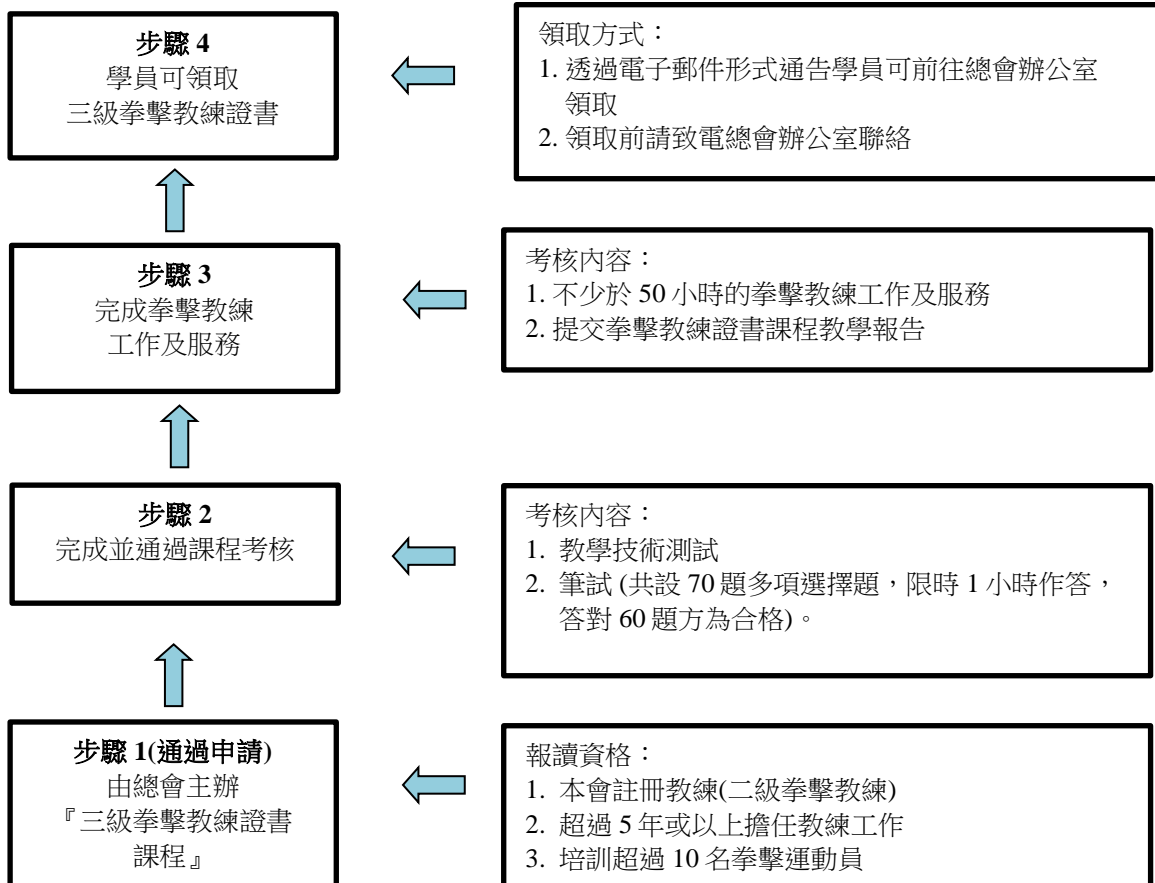 步驟 4
學員可領取
三級拳擊教練證書
領取方式：
1. 透過電子郵件形式通告學員可前往總會辦公室
領取
2. 領取前請致電總會辦公室聯絡
步驟 3
完成拳擊教練
工作及服務
考核內容：
1. 不少於 50 小時的拳擊教練工作及服務
2. 提交拳擊教練證書課程教學報告
步驟 2
完成並通過課程考核
考核內容：
1. 教學技術測試
2. 筆試 (共設 70 題多項選擇題，限時 1 小時作答，
答對 60 題方為合格)。
步驟 1(通過申請)
由總會主辦
『三級拳擊教練證書
課程』
報讀資格：
1. 本會註冊教練(二級拳擊教練)
2. 超過 5 年或以上擔任教練工作
3. 培訓超過 10 名拳擊運動員